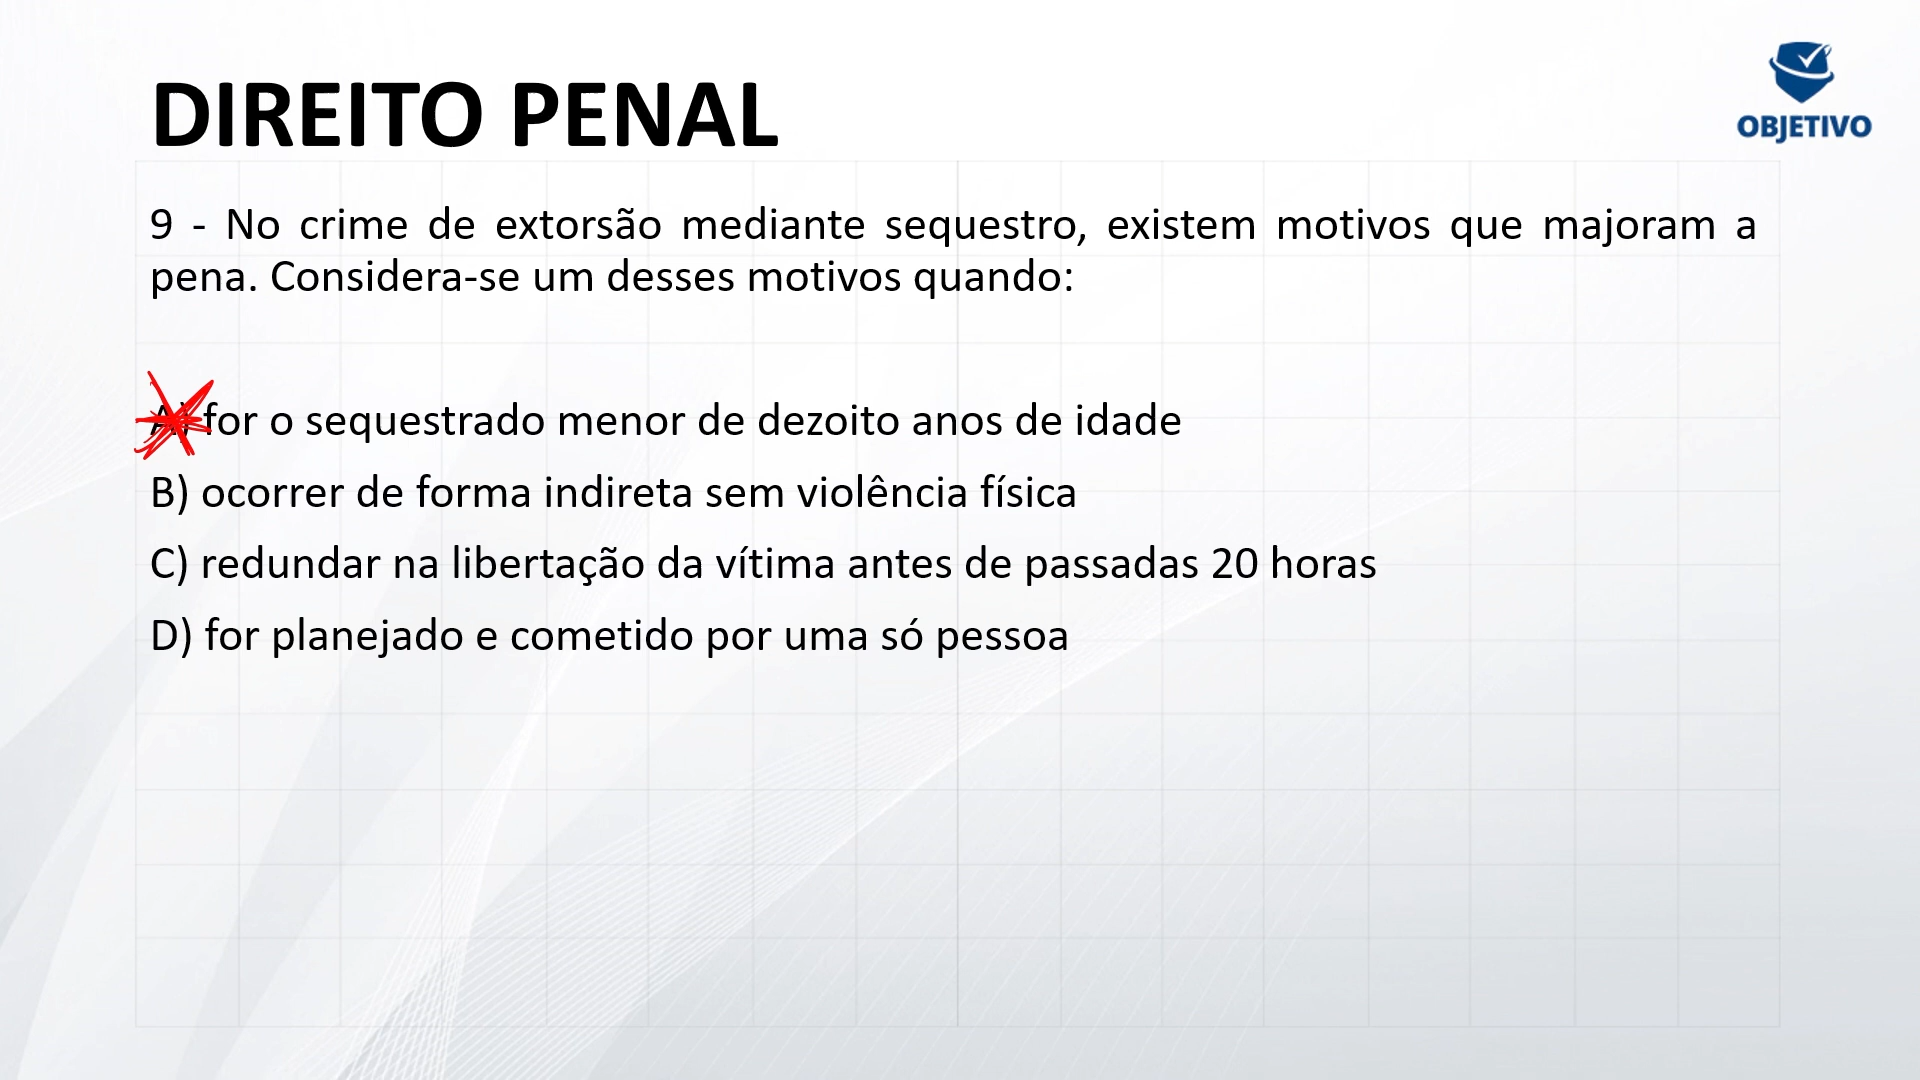 DIREITO PENAL
OBJETIVO
9 - No crime de extorsão mediante sequestro, existem motivos que majoram a
pena. Considera-se um desses motivos quando:
A) for o sequestrado menor de dezoito anos de idade
B) ocorrer de forma indireta sem violência física
C) redundar na libertação da vítima antes de passadas 20 horas
D) for planejado e cometido por uma só pessoa